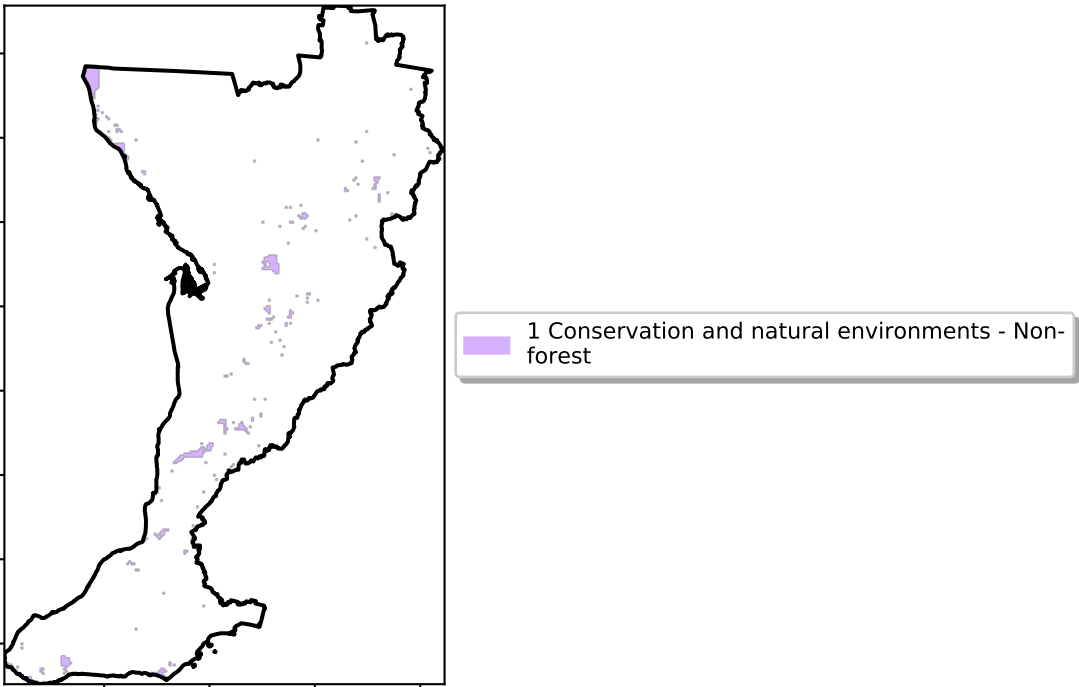 1 Conservation and natural environments - Non-
forest